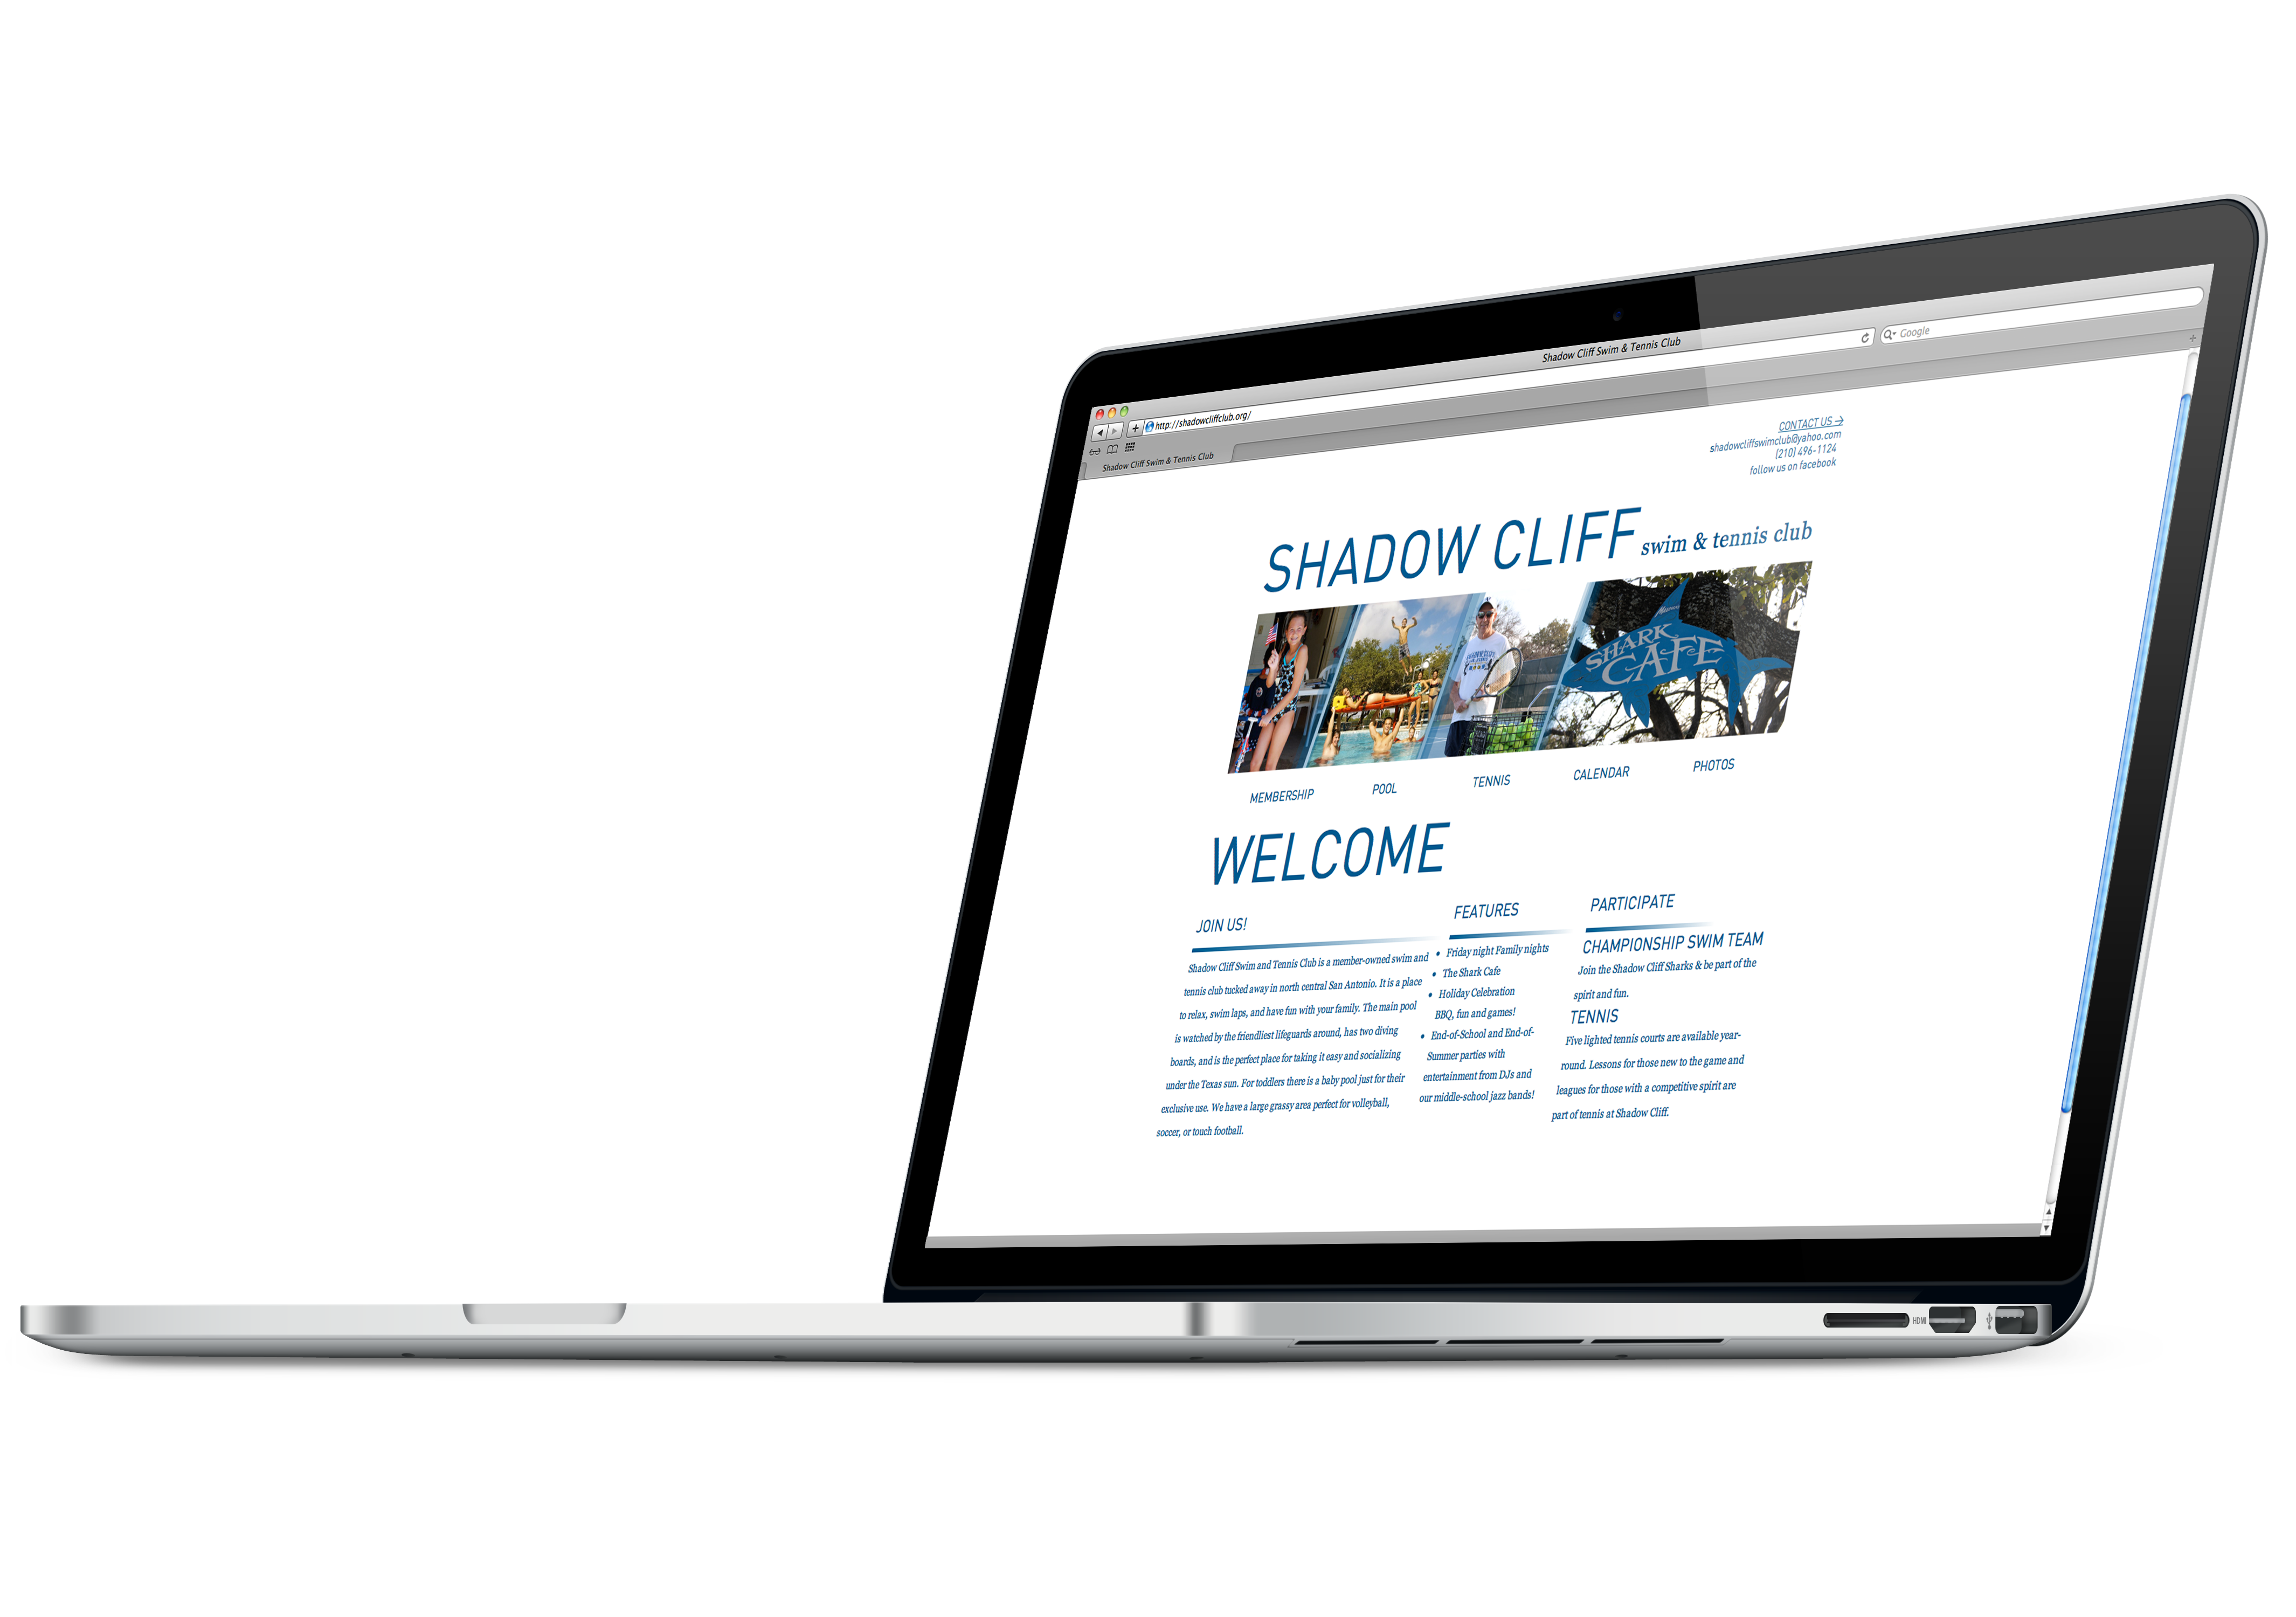 Shadow Cliff Swim & Tennis Club
http://shadowcliffclub.org/
Google
Shadow Cliff Swim & Tennis Club
CONTACT US →
shadowcliffswimclub@yahoo.com
(210) 496-1124
follow us on facebook
SHADOW CLIFF swim & tennis club
SHARK
CAFE
MEMBERSHIP POOL TENNIS CALENDAR PHOTOS
WELCOME
JOIN US!
Shadow Cliff Swim and Tennis Club is a member-owned swim and
tennis club tucked away in north central San Antonio. It is a place
to relax, swim laps, and have fun with your family. The main pool
is watched by the friendliest lifeguards around, has two diving
boards, and is the perfect place for taking it easy and socializing
under the Texas sun. For toddlers there is a baby pool just for their
exclusive use. We have a large grassy area perfect for volleyball,
soccer, or touch football.
FEATURES
• Friday night Family nights
• The Shark Cafe
• Holiday Celebration
BBQ, fun and games!
• End-of-School and End-of-
Summer parties with
entertainment from DJs and
our middle-school jazz bands!
PARTICIPATE
CHAMPIONSHIP SWIM TEAM
Join the Shadow Cliff Sharks & be part of the
spirit and fun.
TENNIS
Five lighted tennis courts are available year-
round. Lessons for those new to the game and
leagues for those with a competitive spirit are
part of tennis at Shadow Cliff.
HDMI